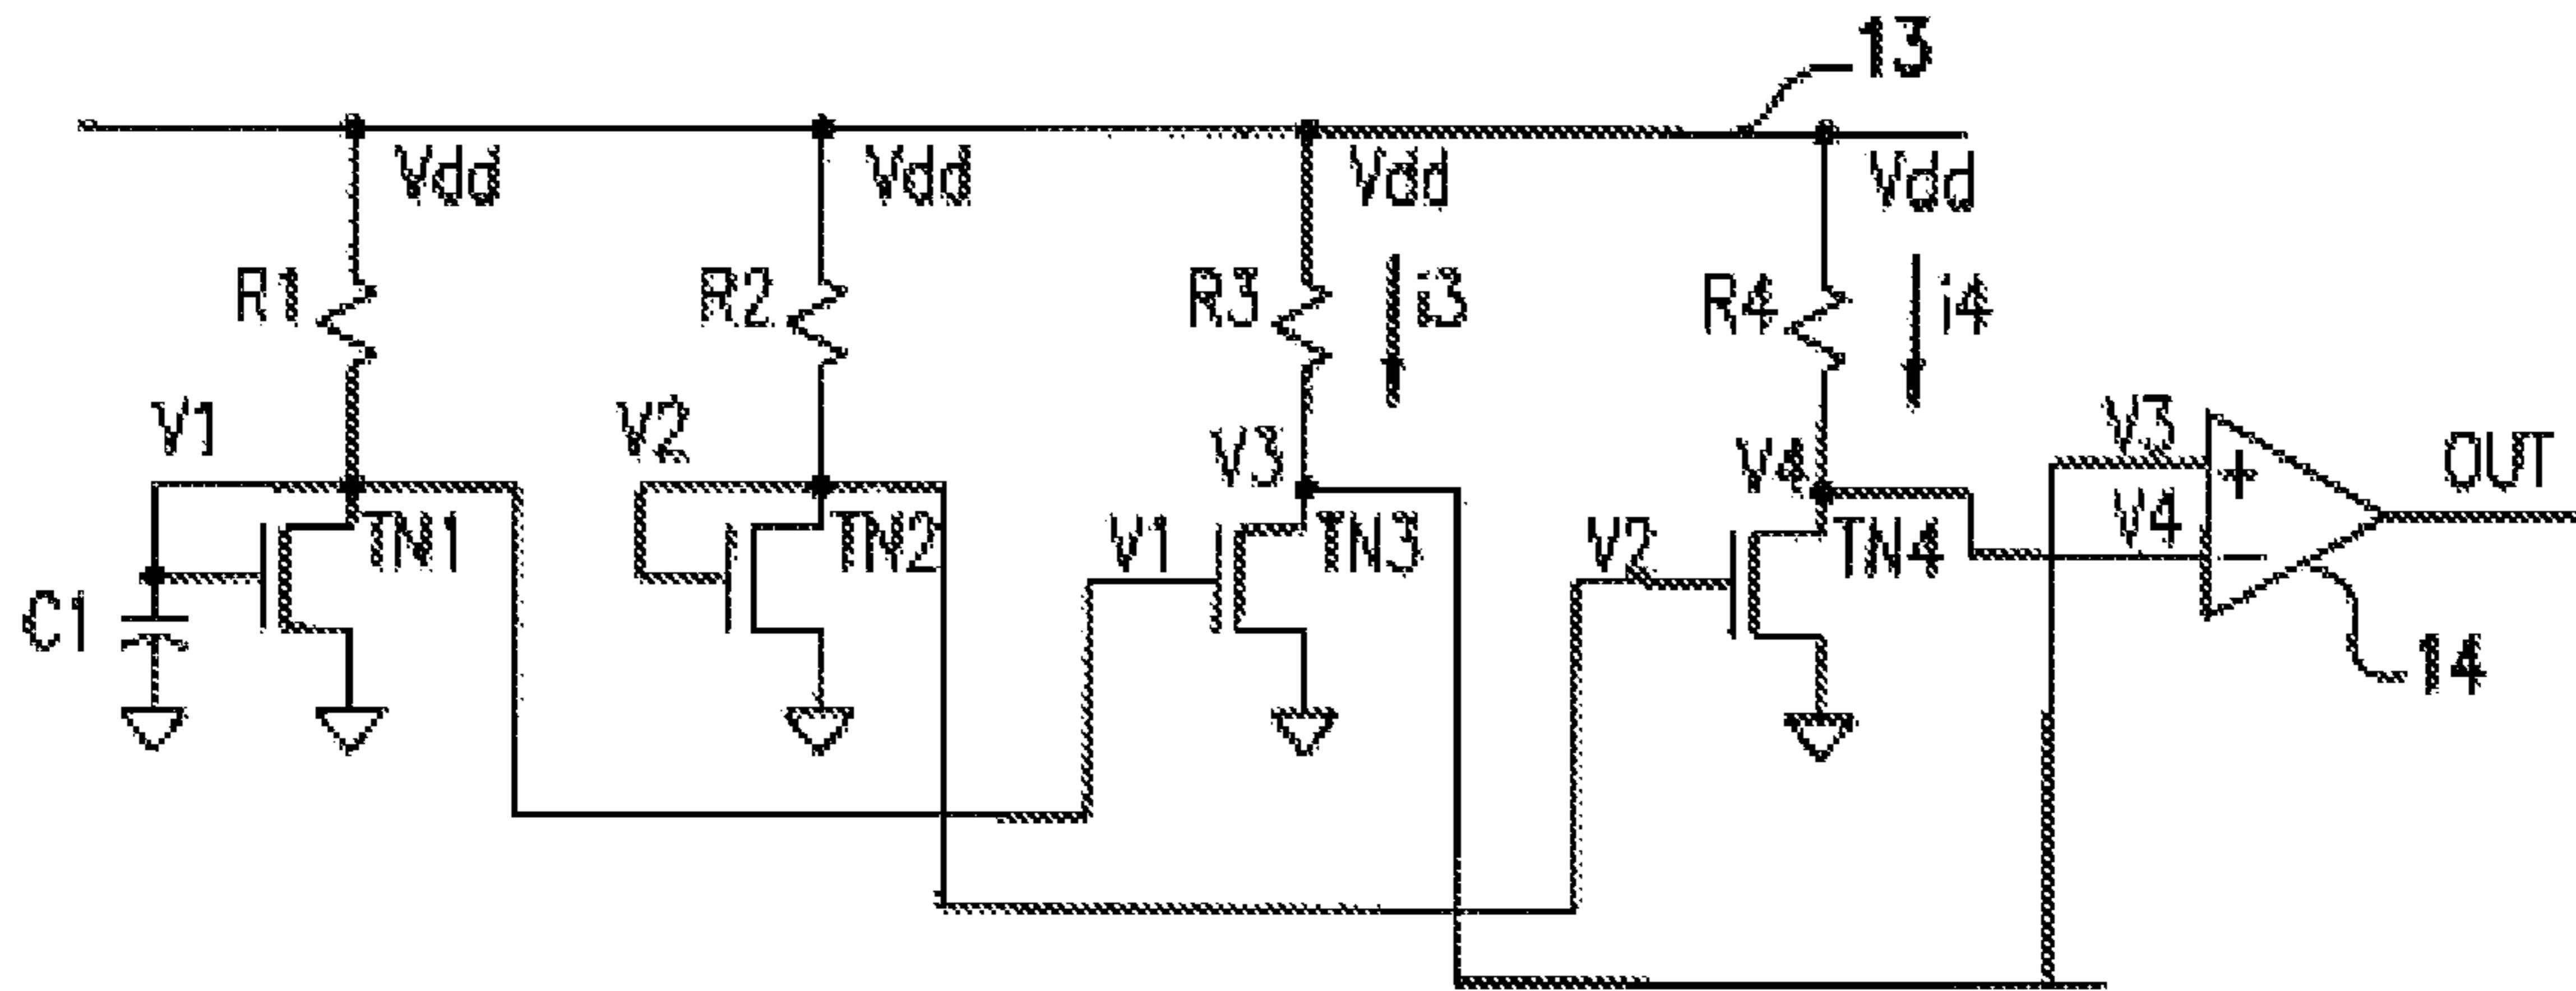 13
Vdd
Vdd
Vdd
Vdd
R1
R2
R3
i3
R4
i4
V1
V2
V3
V4
V3
+
V4
−
OUT
TN1
TN2
V1
TN3
V2
TN4
C1
14